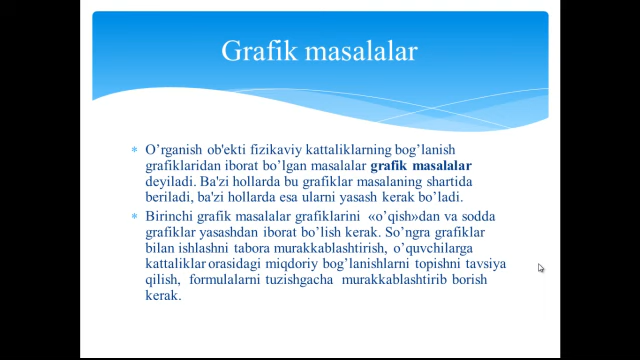 Grafik masalalar
O’rganish ob'ekti fizikaviy kattaliklarning bog’lanish
grafiklaridan iborat bo’lgan masalalar grafik masalalar
deyiladi. Ba'zi hollarda bu grafiklar masalaning shartida
beriladi, ba'zi hollarda esa ularni yasash kerak bo’ladi.
Birinchi grafik masalalar grafiklarini «o’qish»dan va sodda
grafiklar yasashdan iborat bo’lish kerak. So’ngra grafiklar
bilan ishlashni tabora murakkablashtirish, o’quvchilarga
kattaliklar orasidagi miqdoriy bog’lanishlarni topishni tavsiya
qilish, formulalarni tuzishgacha murakkablashtirib borish
kerak.